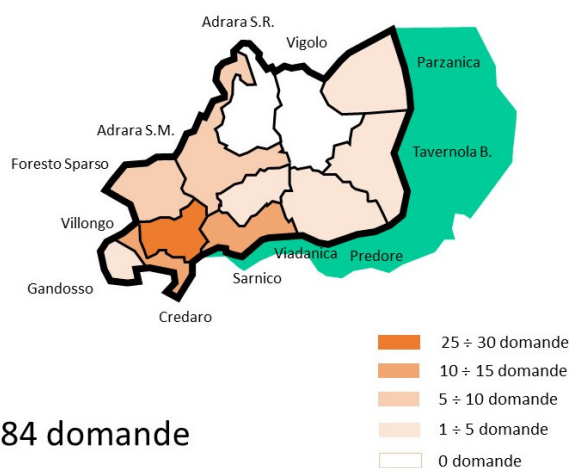 Adrara S.R.
Vigolo
Parzanica
Adrara S.M.
Tavernola B.
Foresto Sparso
Villongo
Viadanica
Predore
Sarnico
Gandosso
Credaro
25 ÷ 30 domande
10 ÷ 15 domande
5 ÷ 10 domande
1 ÷ 5 domande
0 domande
84 domande